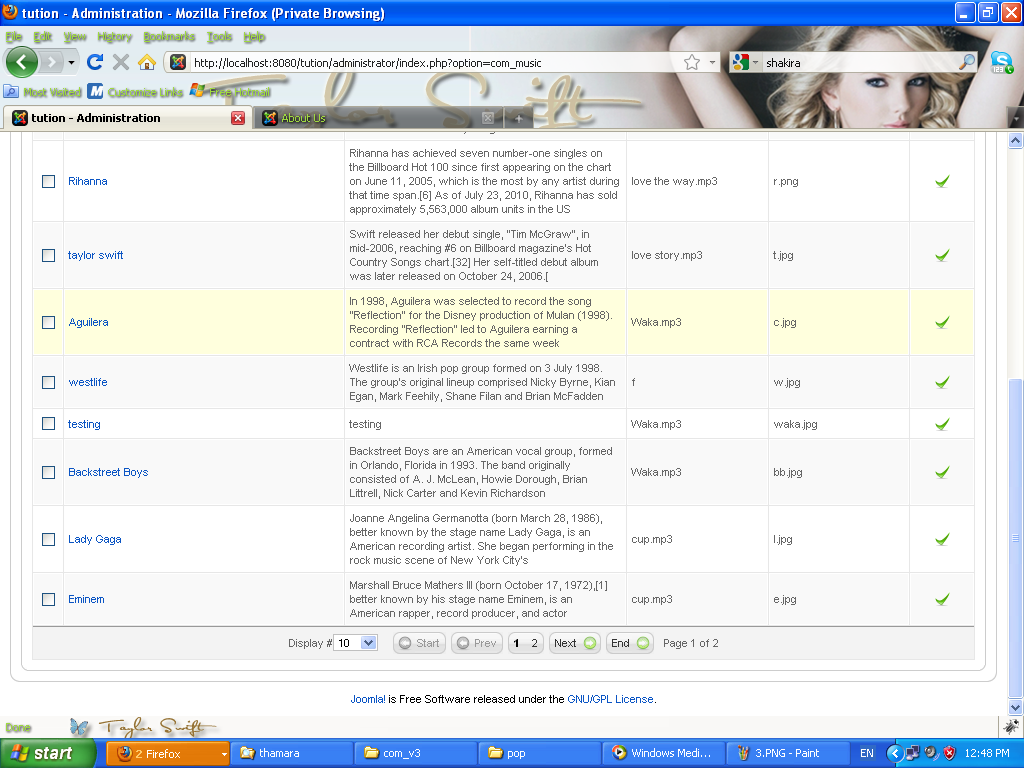 tution - Administration - Mozilla Firefox (Private Browsing)
File Edit View History Bookmarks Tools Help
http://localhost:8080/tution/administrator/index.php?option=com_music
shakira
Most Visited Customize Links Free Hotmail
Taylor Swift
tution - Administration
About Us
Rihanna
Rihanna has achieved seven number-one singles on
the Billboard Hot 100 since first appearing on the chart
on June 11, 2005, which is the most by any artist during
that time span.[6] As of July 23, 2010, Rihanna has sold
approximately 5,563,000 album units in the US
love the way.mp3
r.png
taylor swift
Swift released her debut single, "Tim McGraw", in
mid-2006, reaching #6 on Billboard magazine's Hot
Country Songs chart.[32] Her self-titled debut album
was later released on October 24, 2006.[
love story.mp3
t.jpg
Aguilera
In 1998, Aguilera was selected to record the song
"Reflection" for the Disney production of Mulan (1998).
Recording "Reflection" led to Aguilera earning a
contract with RCA Records the same week
Waka.mp3
c.jpg
westlife
Westlife is an Irish pop group formed on 3 July 1998.
The group's original lineup comprised Nicky Byrne, Kian
Egan, Mark Feehily, Shane Filan and Brian McFadden
f
w.jpg
testing
testing
Waka.mp3
waka.jpg
Backstreet Boys
Backstreet Boys are an American vocal group, formed
in Orlando, Florida in 1993. The band originally
consisted of A. J. McLean, Howie Dorough, Brian
Littrell, Nick Carter and Kevin Richardson
Waka.mp3
bb.jpg
Lady Gaga
Joanne Angelina Germanotta (born March 28, 1986),
better known by the stage name Lady Gaga, is an
American recording artist. She began performing in the
rock music scene of New York City's
cup.mp3
l.jpg
Eminem
Marshall Bruce Mathers III (born October 17, 1972),[1]
better known by his stage name Eminem, is an
American rapper, record producer, and actor
cup.mp3
e.jpg
Display # 10 Start Prev 1 2 Next End Page 1 of 2
Joomla! is Free Software released under the GNU/GPL License.
Done
Taylor Swift
start 2 Firefox thamara com_v3 pop Windows Medi... 3.PNG - Paint EN 12:48 PM